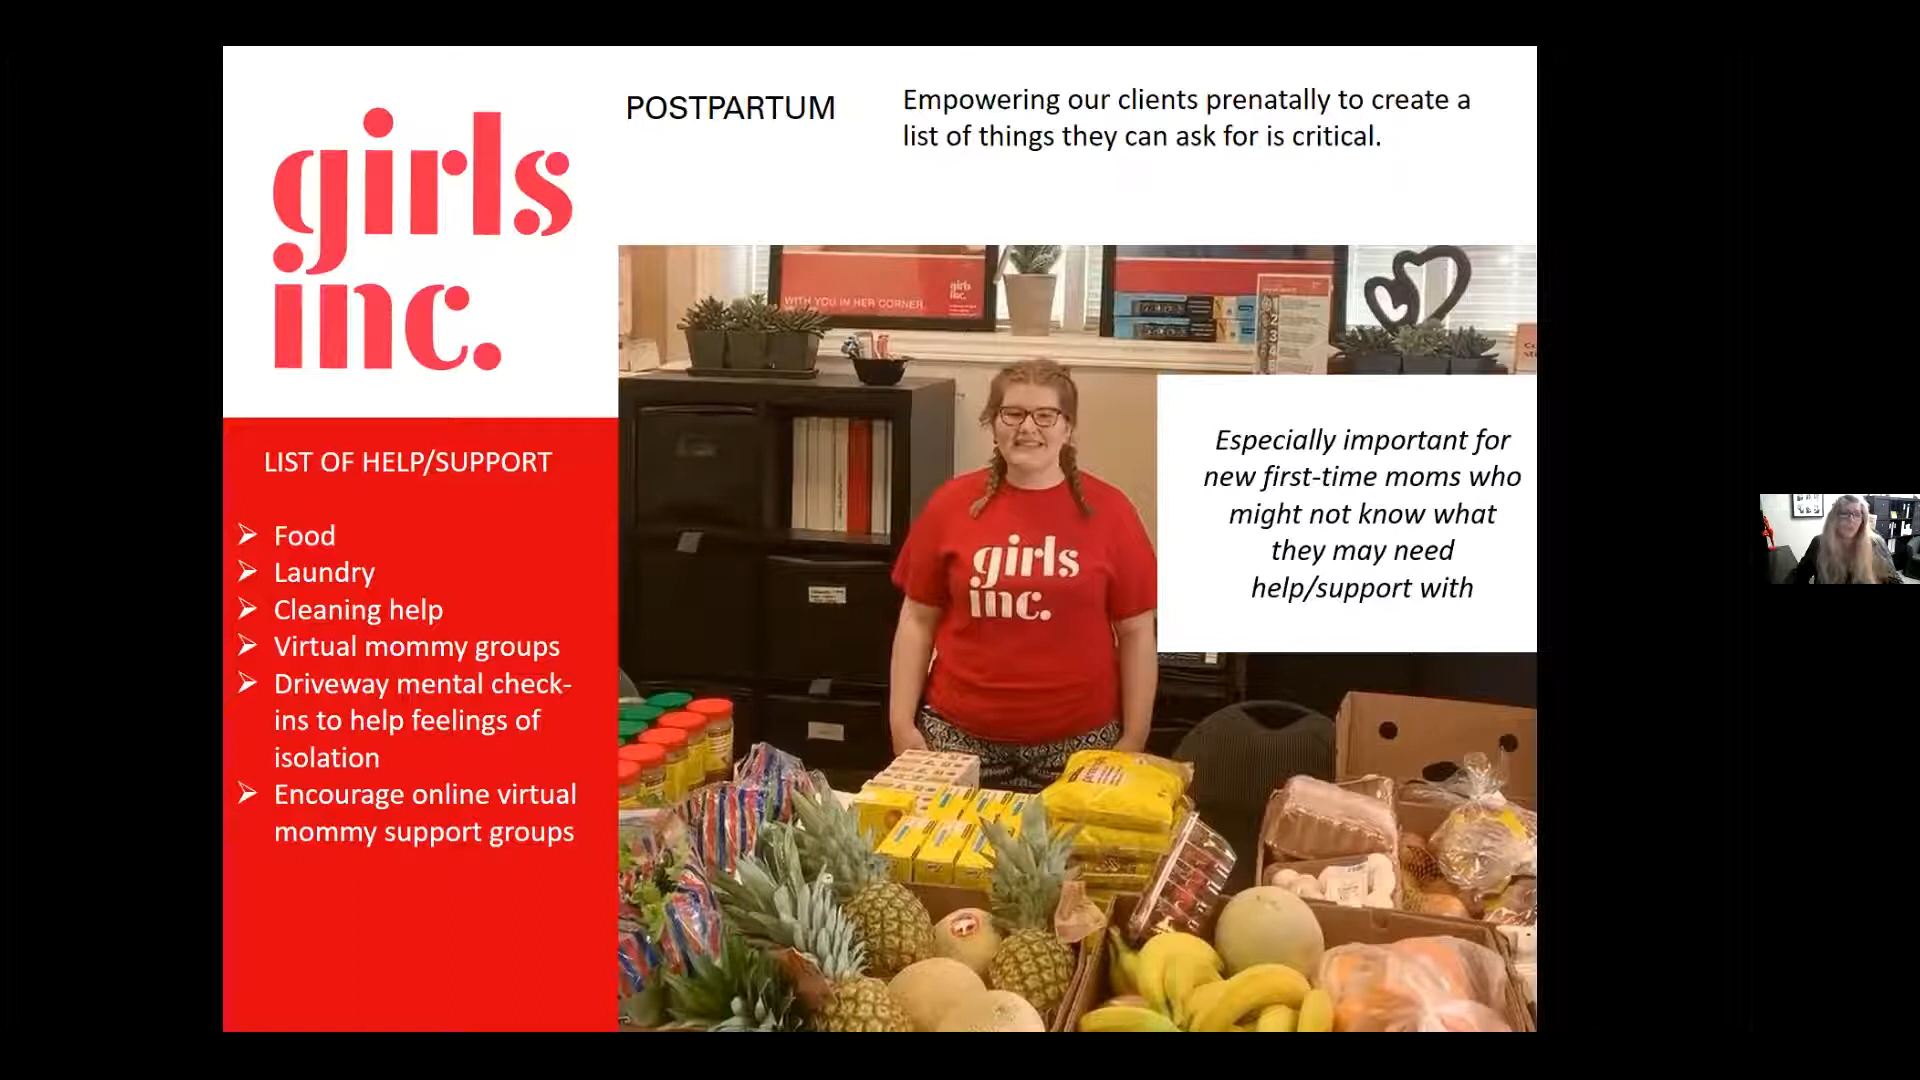 girls
inc.
POSTPARTUM
Empowering our clients prenatally to create a
list of things they can ask for is critical.
LIST OF HELP/SUPPORT
Food
Laundry
Cleaning help
Virtual mommy groups
Driveway mental check-
ins to help feelings of
isolation
Encourage online virtual
mommy support groups
WITH YOU IN HER CORNER.
girls
inc.
girls
inc.
Especially important for
new first-time moms who
might not know what
they may need
help/support with